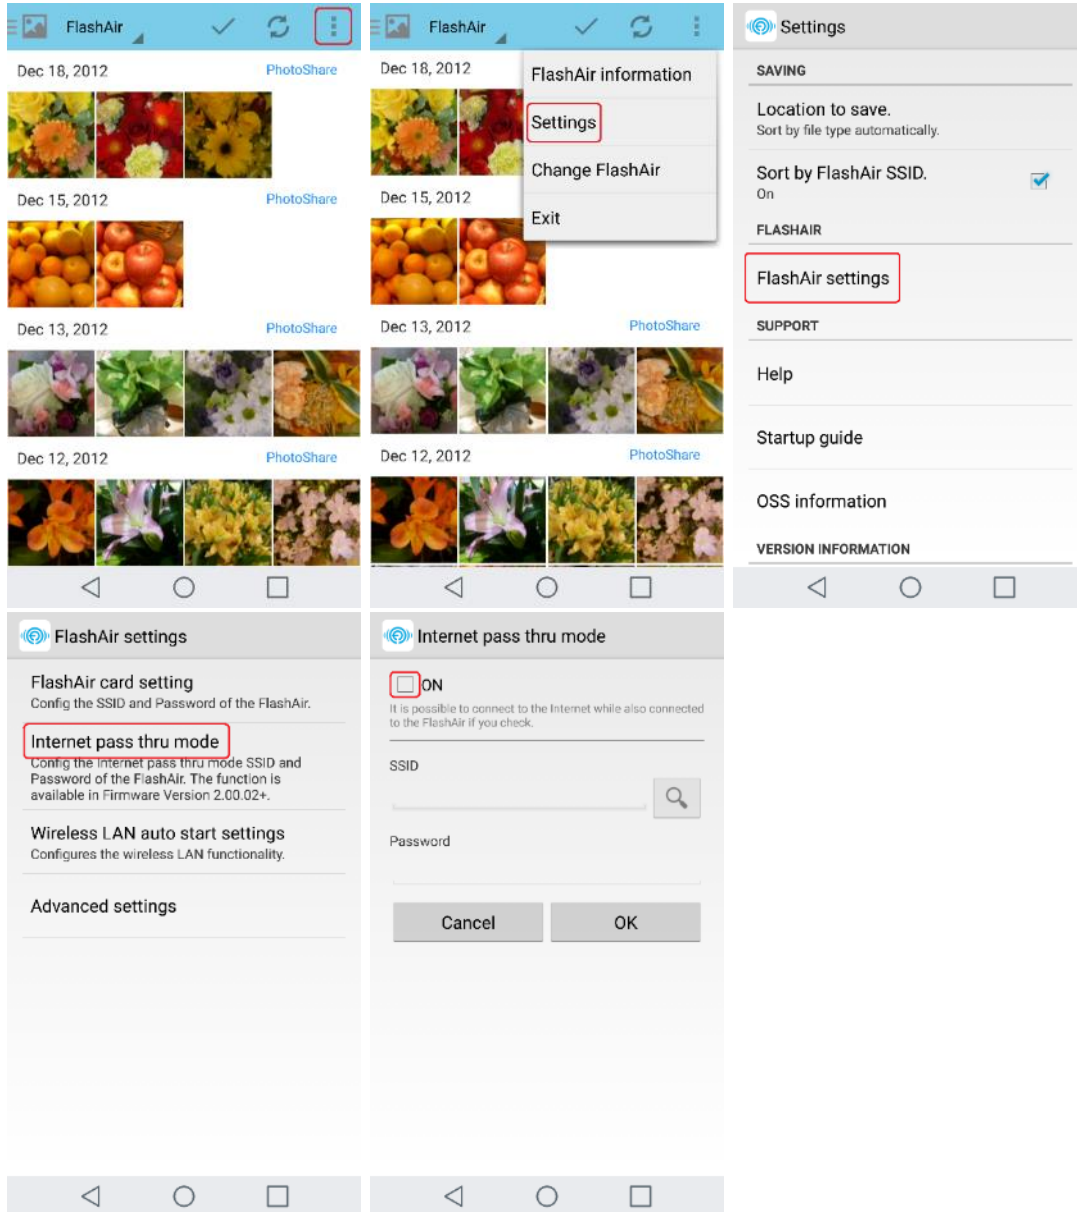 FlashAir
Dec 18, 2012
PhotoShare
Dec 15, 2012
PhotoShare
Dec 13, 2012
PhotoShare
Dec 12, 2012
PhotoShare
FlashAir
Dec 18, 2012
FlashAir information
Settings
Change FlashAir
Exit
Dec 15, 2012
Dec 13, 2012
PhotoShare
Dec 12, 2012
PhotoShare
Settings
SAVING
Location to save.
Sort by file type automatically.
Sort by FlashAir SSID.
On
FLASHAIR
FlashAir settings
SUPPORT
Help
Startup guide
OSS information
VERSION INFORMATION
FlashAir settings
FlashAir card setting
Config the SSID and Password of the FlashAir.
Internet pass thru mode
Config the Internet pass thru mode SSID and
Password of the FlashAir. The function is
available in Firmware Version 2.00.02+.
Wireless LAN auto start settings
Configures the wireless LAN functionality.
Advanced settings
Internet pass thru mode
ON
It is possible to connect to the Internet while also connected
to the FlashAir if you check.
SSID
Password
Cancel
OK